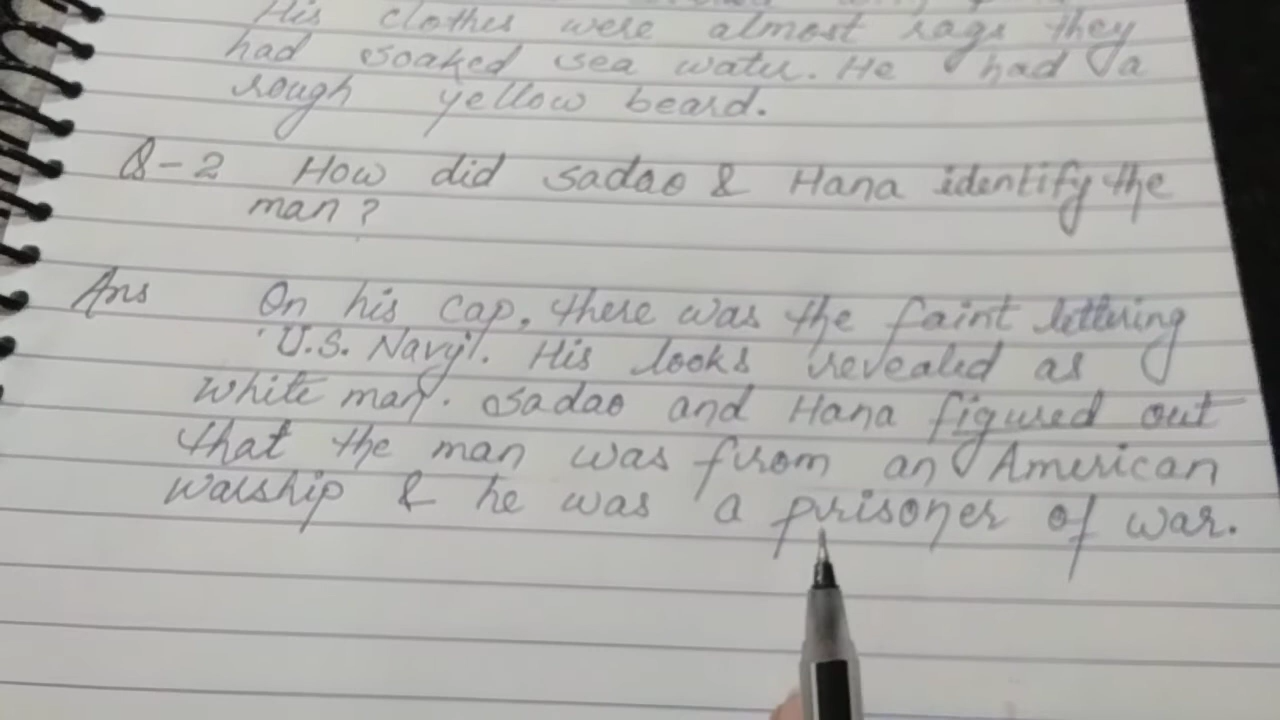 His clothes were almost rags they
had soaked sea water. He had a
rough yellow beard.
Q-2 How did sadao & Hana identify the
man?
Ans On his cap, there was the faint lettering
'U.S. Navy'. His looks revealed as
white man. Sadao and Hana figured out
that the man was from an American
warship & he was a prisoner of war.